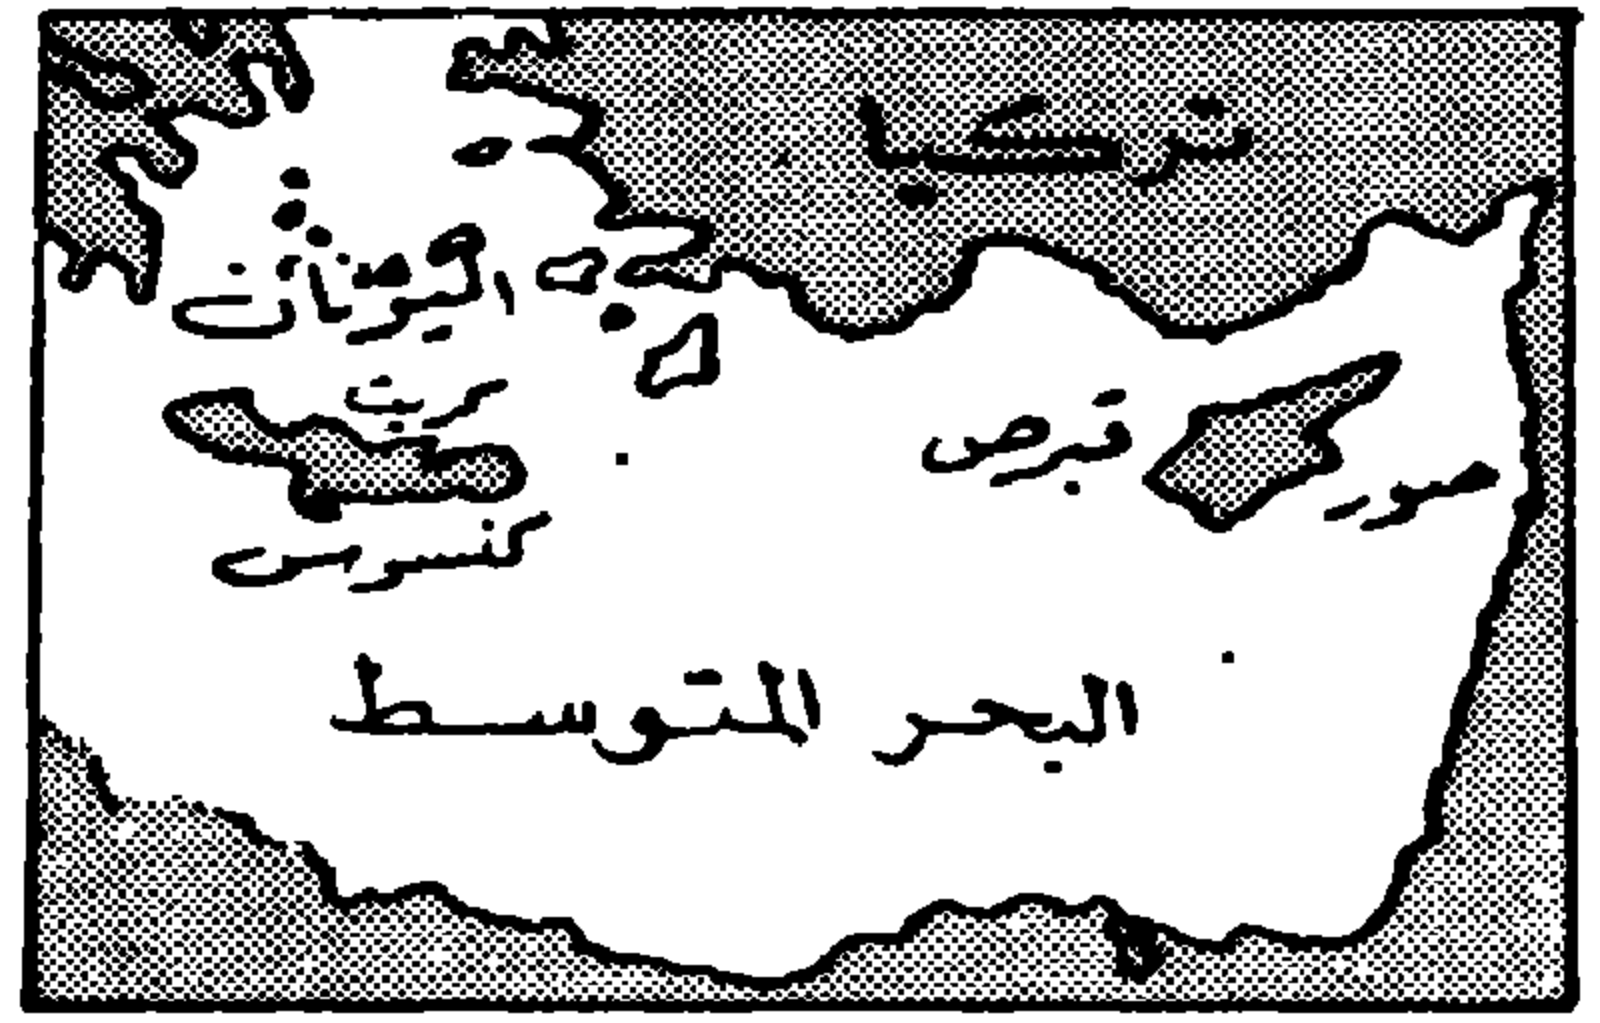 تركيا
اليونان
كريت
قبرص
صور
كنسوس
البحر المتوسط